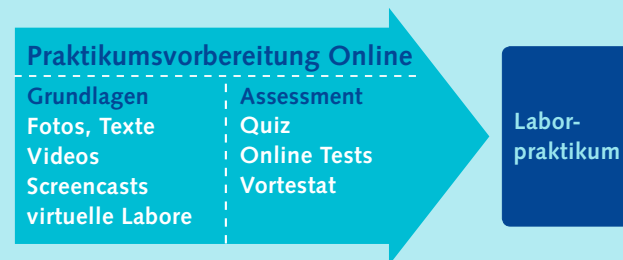 Praktikumsvorbereitung Online
Grundlagen
Fotos, Texte
Videos
Screencasts
virtuelle Labore
Assessment
Quiz
Online Tests
Vortestat
Labor-
praktikum